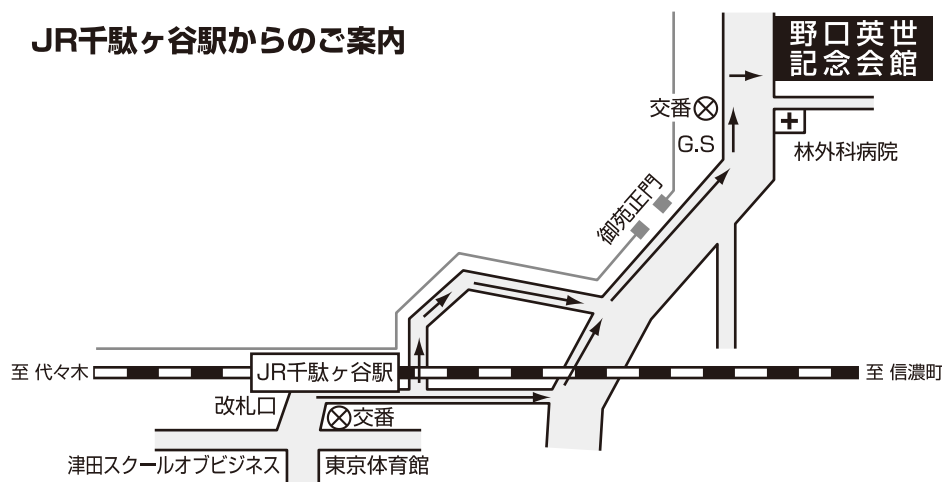 JR千駄ヶ谷駅からのご案内
野口英世
記念会館
交番
G.S
林外科病院
御苑正門
至 代々木
JR千駄ヶ谷駅
至 信濃町
改札口
交番
津田スクールオブビジネス
東京体育館